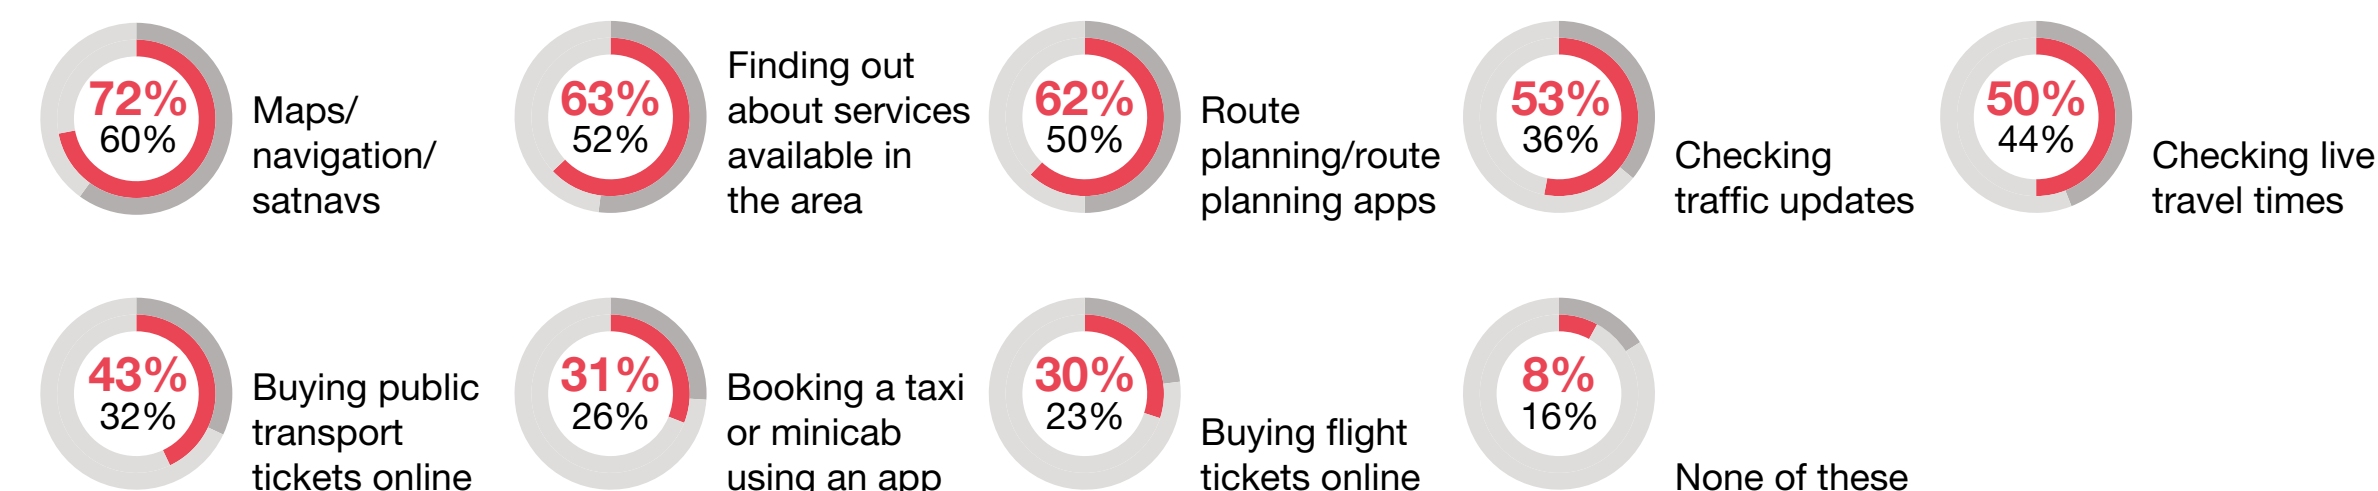 72%
60%
Maps/
navigation/
satnavs
63%
52%
Finding out
about services
available in
the area
62%
50%
Route
planning/route
planning apps
53%
36%
Checking
traffic updates
50%
44%
Checking live
travel times
43%
32%
Buying public
transport
tickets online
31%
26%
Booking a taxi
or minicab
using an app
30%
23%
Buying flight
tickets online
8%
16%
None of these